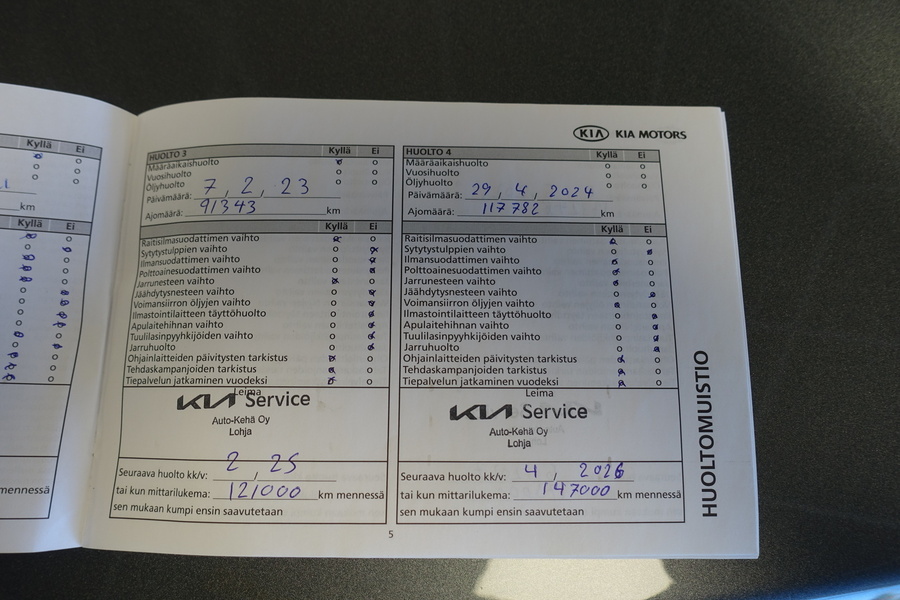 Kyllä Ei
km
Kyllä Ei
mennessä
HUOLTO 3 Kyllä Ei
Määräaikaishuolto
Vuosihuolto
Öljyhuolto
Päivämäärä: 7, 2, 23
Ajomäärä: 91343 km
Kyllä Ei
Raitisilmasuodattimen vaihto
Sytytystulppien vaihto
Ilmansuodattimen vaihto
Polttoainesuodattimen vaihto
Jarrunesteen vaihto
Jäähdytysnesteen vaihto
Voimansiirron öljyjen vaihto
Ilmastointilaitteen täyttöhuolto
Apulaitehihnan vaihto
Tuulilasinpyyhkijöiden vaihto
Jarruhuolto
Ohjainlaitteiden päivitysten tarkistus
Tehdaskampanjoiden tarkistus
Tiepalvelun jatkaminen vuodeksi
Leima
KIA Service
Auto-Kehä Oy
Lohja
Seuraava huolto kk/v: 2, 25
tai kun mittarilukema: 121000 km mennessä
sen mukaan kumpi ensin saavutetaan
5
KIA KIA MOTORS
HUOLTO 4 Kyllä Ei
Määräaikaishuolto
Vuosihuolto
Öljyhuolto
Päivämäärä: 29, 4, 2024
Ajomäärä: 117782 km
Kyllä Ei
Raitisilmasuodattimen vaihto
Sytytystulppien vaihto
Ilmansuodattimen vaihto
Polttoainesuodattimen vaihto
Jarrunesteen vaihto
Jäähdytysnesteen vaihto
Voimansiirron öljyjen vaihto
Ilmastointilaitteen täyttöhuolto
Apulaitehihnan vaihto
Tuulilasinpyyhkijöiden vaihto
Jarruhuolto
Ohjainlaitteiden päivitysten tarkistus
Tehdaskampanjoiden tarkistus
Tiepalvelun jatkaminen vuodeksi
Leima
KIA Service
Auto-Kehä Oy
Lohja
Seuraava huolto kk/v: 4, 2026
tai kun mittarilukema: 147000 km mennessä
sen mukaan kumpi ensin saavutetaan
HUOLTOMUISTIO